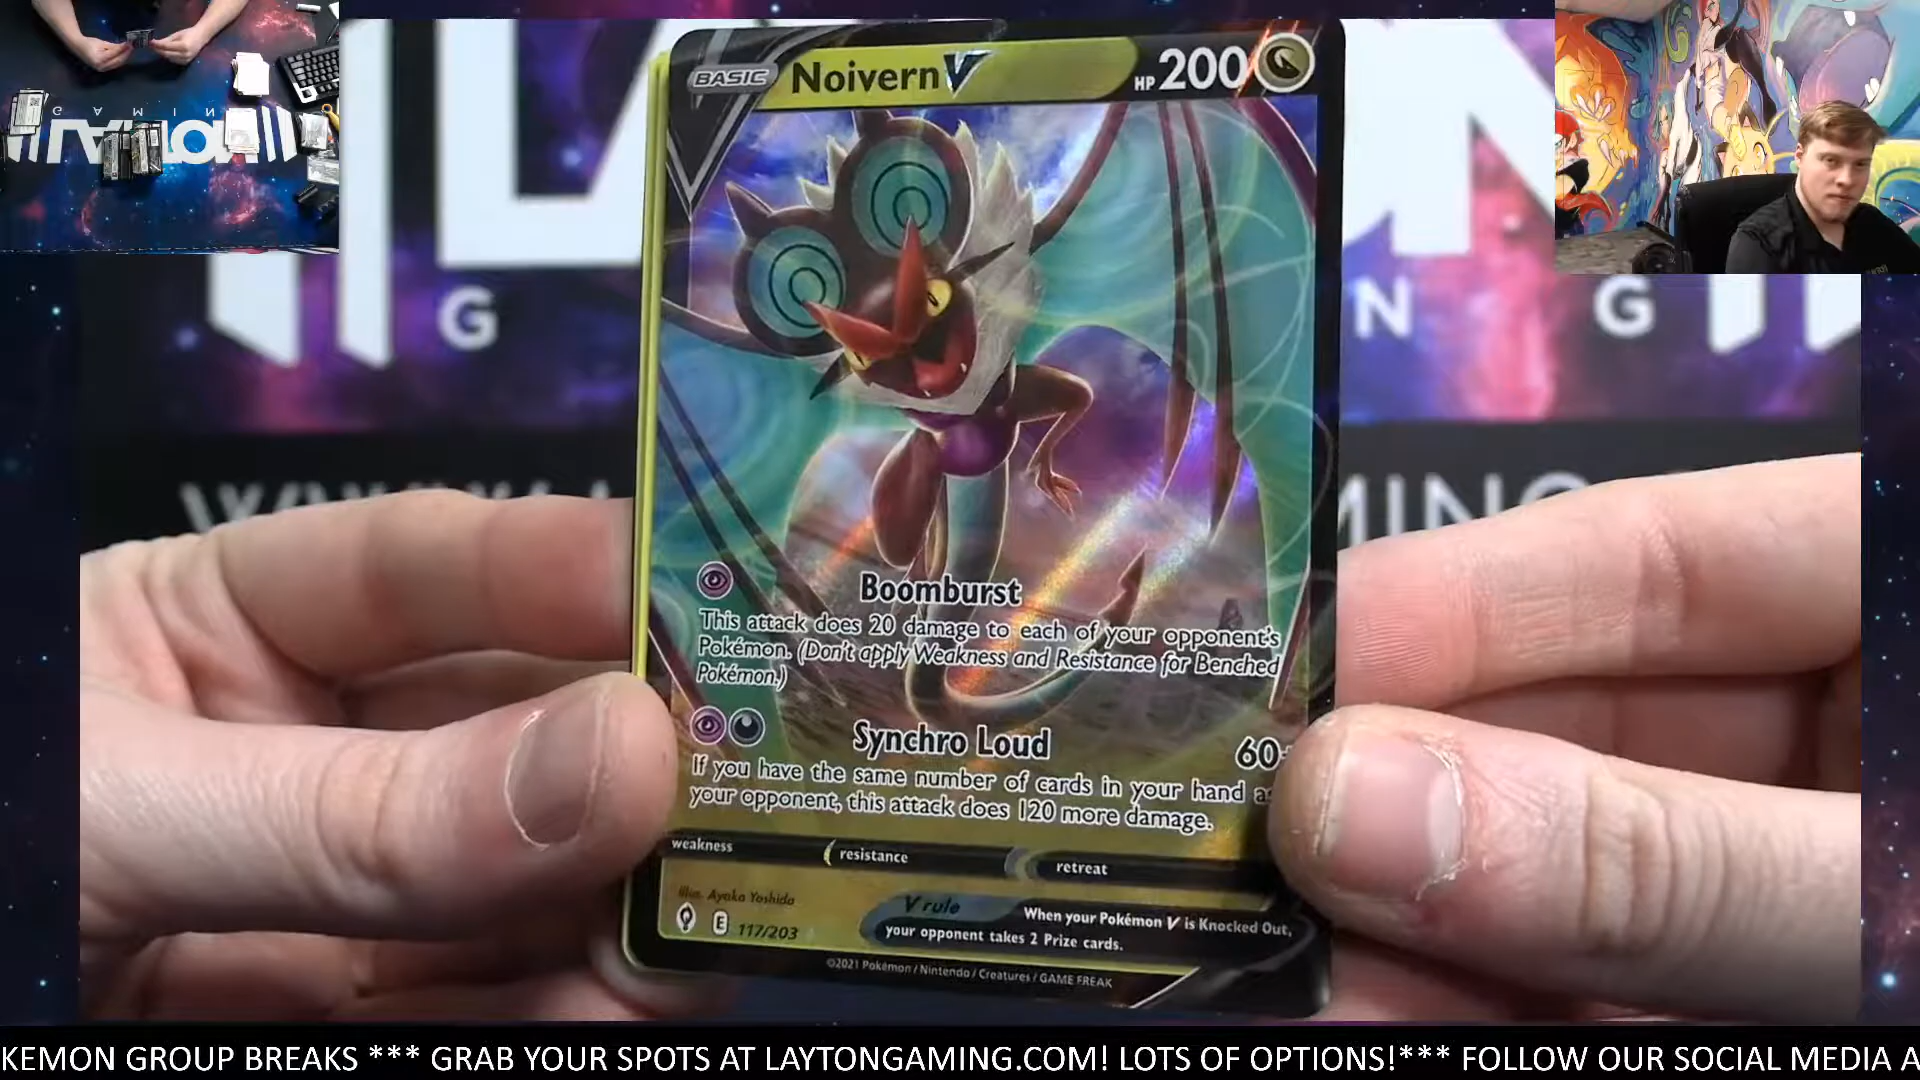 BASIC Noivern V HP 200
G N G
Boomburst
This attack does 20 damage to each of your opponent's
Pokémon. (Don't apply Weakness and Resistance for Benched
Pokémon.)
Synchro Loud 60
If you have the same number of cards in your hand as
your opponent, this attack does 120 more damage.
weakness resistance retreat
Illus. Ayaka Yoshida
E 117/203
V rule When your Pokémon V is Knocked Out,
your opponent takes 2 Prize cards.
©2021 Pokémon / Nintendo / Creatures / GAME FREAK
KEMON GROUP BREAKS *** GRAB YOUR SPOTS AT LAYTONGAMING.COM! LOTS OF OPTIONS!*** FOLLOW OUR SOCIAL MEDIA A